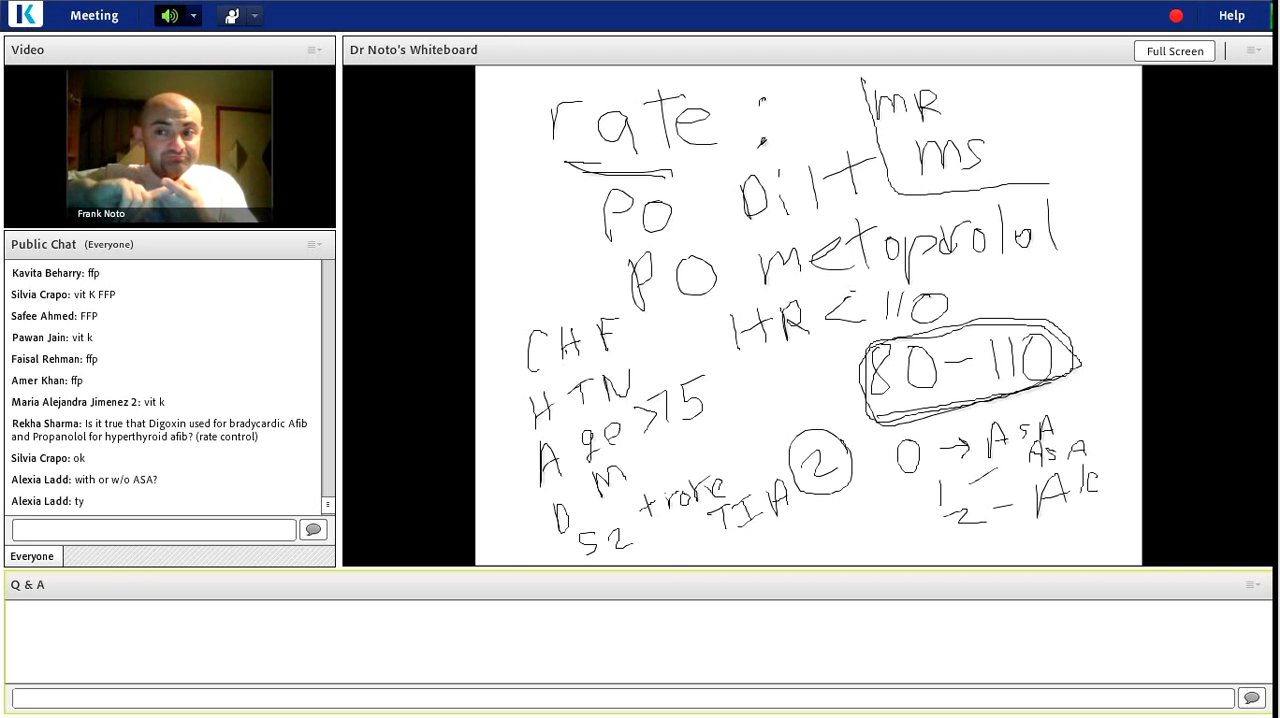 K Meeting Help
Video
Frank Noto
Public Chat (Everyone)
Kavita Beharry: ffp
Silvia Crapo: vit K FFP
Safee Ahmed: FFP
Pawan Jain: vit k
Faisal Rehman: ffp
Amer Khan: ffp
Maria Alejandra Jimenez 2: vit k
Rekha Sharma: Is it true that Digoxin used for bradycardic Afib
and Propanolol for hyperthyroid afib? (rate control)
Silvia Crapo: ok
Alexia Ladd: with or w/o ASA?
Alexia Ladd: ty
Everyone
Dr Noto's Whiteboard
Full Screen
rate :
MR
MS
PO Dilt
PO metoprolol
HR < 110
80-110
CHF
HTN
Age >75
DM
S2 troke
TIA
2
0 → ASA
1 - ASA
2 - A/C
Q & A